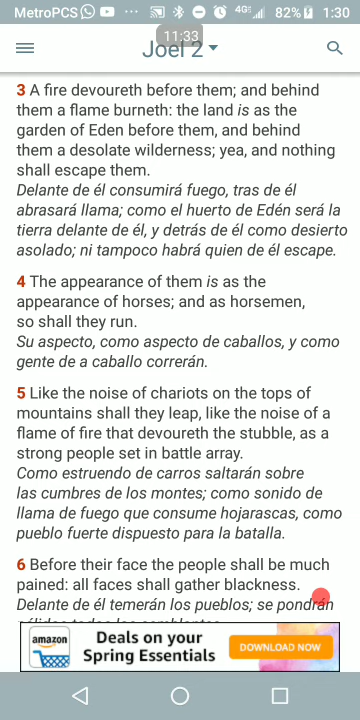 MetroPCS ... 4G 82% 1:30
11:33
Joel 2
3 A fire devoureth before them; and behind
them a flame burneth: the land is as the
garden of Eden before them, and behind
them a desolate wilderness; yea, and nothing
shall escape them.
Delante de él consumirá fuego, tras de él
abrasará llama; como el huerto de Edén será la
tierra delante de él, y detrás de él como desierto
asolado; ni tampoco habrá quien de él escape.
4 The appearance of them is as the
appearance of horses; and as horsemen,
so shall they run.
Su aspecto, como aspecto de caballos, y como
gente de a caballo correrán.
5 Like the noise of chariots on the tops of
mountains shall they leap, like the noise of a
flame of fire that devoureth the stubble, as a
strong people set in battle array.
Como estruendo de carros saltarán sobre
las cumbres de los montes; como sonido de
llama de fuego que consume hojarascas, como
pueblo fuerte dispuesto para la batalla.
6 Before their face the people shall be much
pained: all faces shall gather blackness.
Delante de él temerán los pueblos; se pondrán
amazon
Deals on your
Spring Essentials
DOWNLOAD NOW